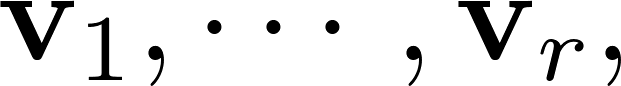 𝐯₁, ⋯ , 𝐯ᵣ,